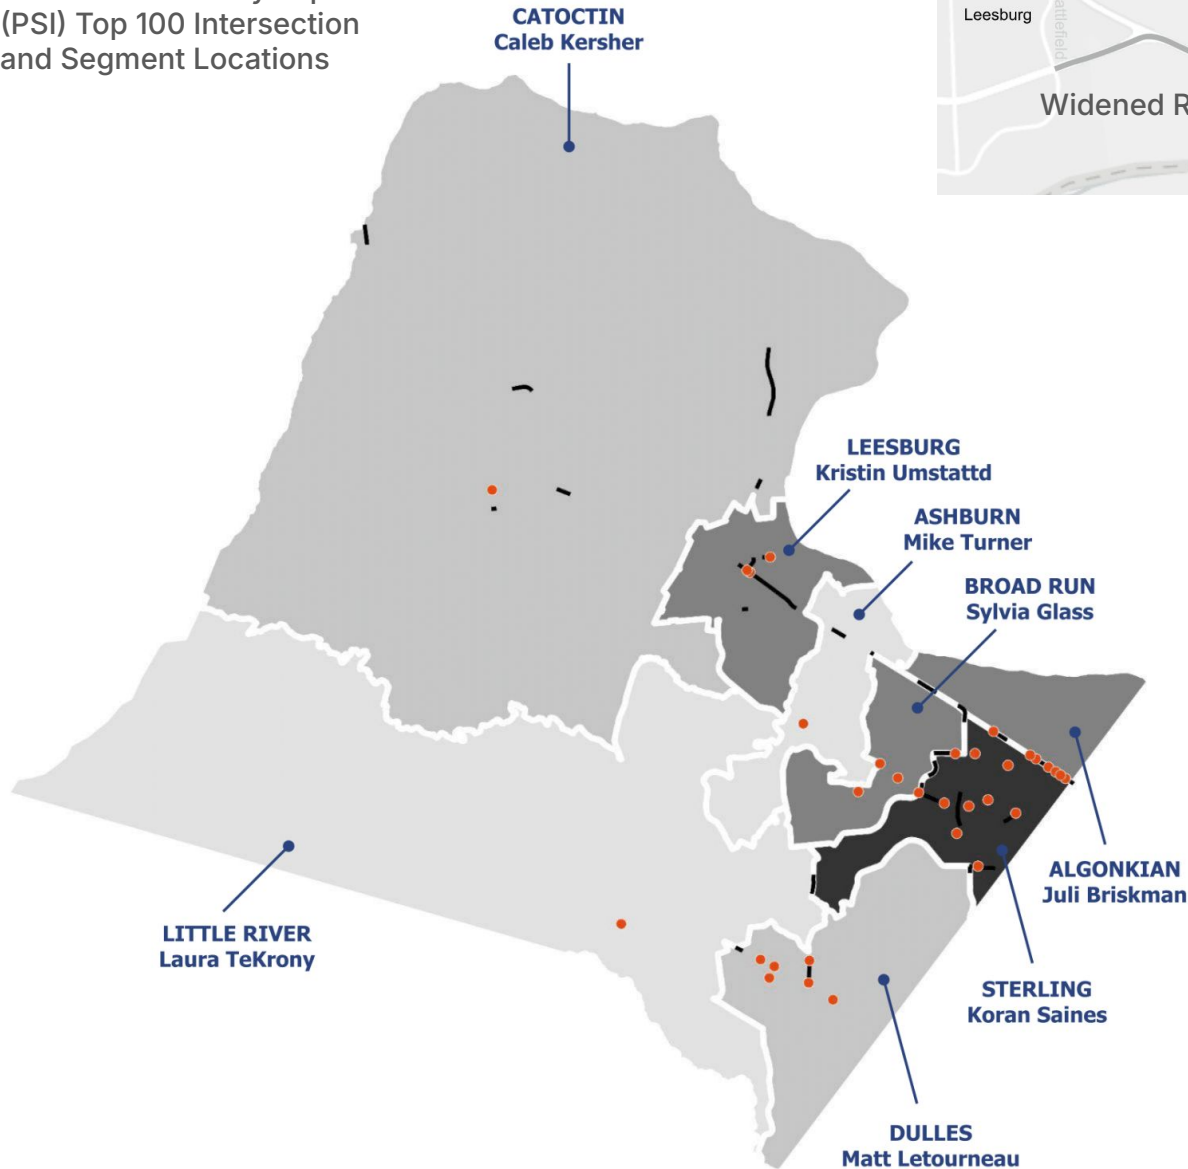 (PSI) Top 100 Intersection
and Segment Locations
CATOCTIN
Caleb Kersher
Leesburg
Widened R
LEESBURG
Kristin Umstattd
ASHBURN
Mike Turner
BROAD RUN
Sylvia Glass
ALGONKIAN
Juli Briskman
LITTLE RIVER
Laura TeKrony
STERLING
Koran Saines
DULLES
Matt Letourneau